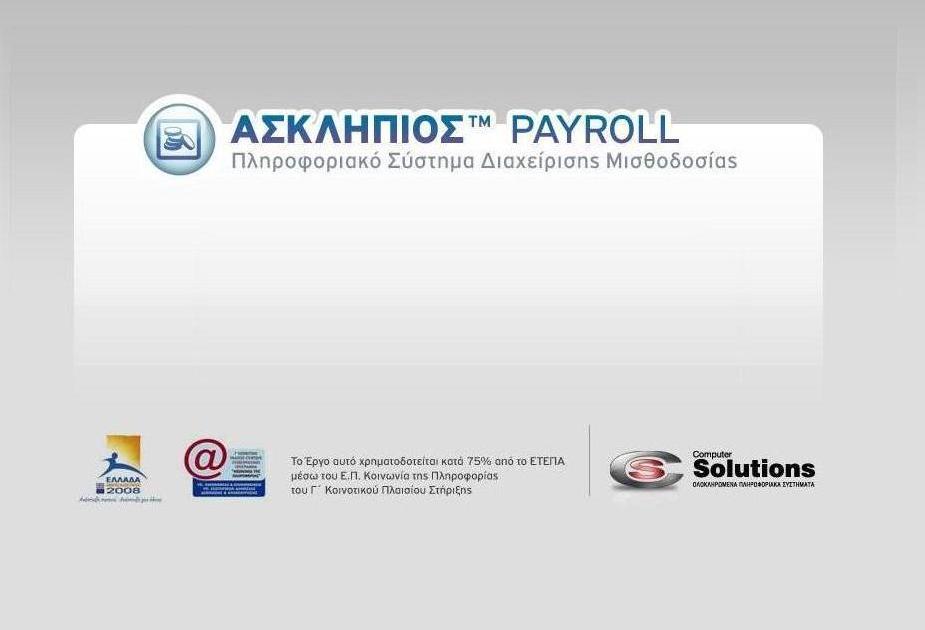 ΑΣΚΛΗΠΙΟΣ™ PAYROLL
Πληροφοριακό Σύστημα Διαχείρισης Μισθοδοσίας
ΕΛΛΑΔΑ
2008
Το Έργο αυτό χρηματοδοτείται κατά 75% από το ΕΤΕΠΑ
μέσω του Ε.Π. Κοινωνία της Πληροφορίας
του Γ΄ Κοινοτικού Πλαισίου Στήριξης
Computer
Solutions
ΟΛΟΚΛΗΡΩΜΕΝΑ ΠΛΗΡΟΦΟΡΙΑΚΑ ΣΥΣΤΗΜΑΤΑ